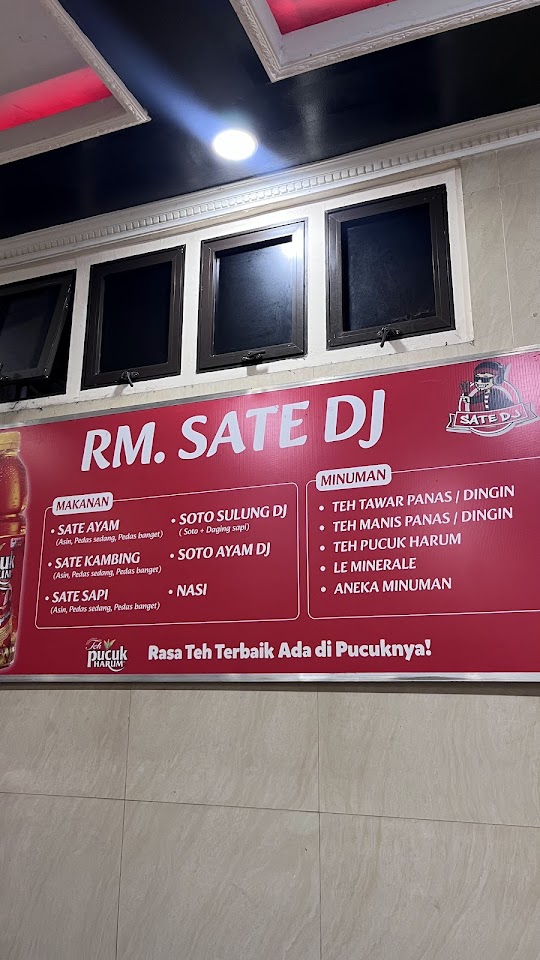 RM. SATE DJ
SATE DJ
MAKANAN
• SATE AYAM
(Asin, Pedas sedang, Pedas banget)
• SATE KAMBING
(Asin, Pedas sedang, Pedas banget)
• SATE SAPI
(Asin, Pedas sedang, Pedas banget)
• SOTO SULUNG DJ
( Soto + Daging sapi)
• SOTO AYAM DJ
• NASI
MINUMAN
• TEH TAWAR PANAS / DINGIN
• TEH MANIS PANAS / DINGIN
• TEH PUCUK HARUM
• LE MINERALE
• ANEKA MINUMAN
Teh
Pucuk
HARUM
Rasa Teh Terbaik Ada di Pucuknya!